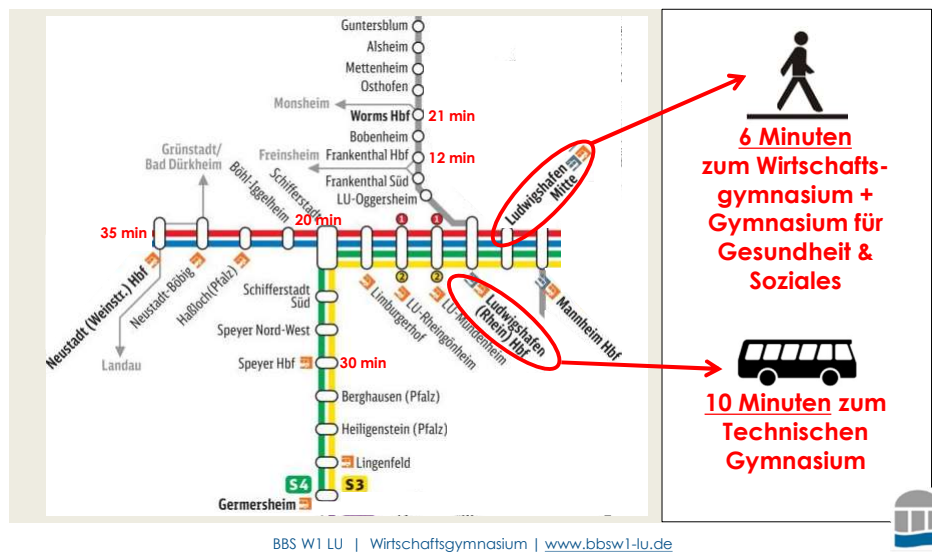 Guntersblum
Alsheim
Mettenheim
Osthofen
Monsheim
Worms Hbf 21 min
Bobenheim
Grünstadt/
Bad Dürkheim
Freinsheim
Frankenthal Hbf 12 min
Frankenthal Süd
LU-Oggersheim
Böhl-Iggelheim
Schifferstadt
20 min
Ludwigshafen
Mitte
35 min
1
1
2
2
Neustadt (Weinstr.) Hbf
Neustadt-Böbig
Haßloch(Pfalz)
Limburgerhof
LU-Rheingönheim
LU-Mundenheim
Ludwigshafen
(Rhein) Hbf
Mannheim Hbf
Landau
Schifferstadt
Süd
Speyer Nord-West
Speyer Hbf 30 min
Berghausen (Pfalz)
Heiligenstein (Pfalz)
Lingenfeld
S4 S3
Germersheim
6 Minuten
zum Wirtschafts-
gymnasium +
Gymnasium für
Gesundheit &
Soziales
10 Minuten zum
Technischen
Gymnasium
BBS W1 LU | Wirtschaftsgymnasium | www.bbsw1-lu.de